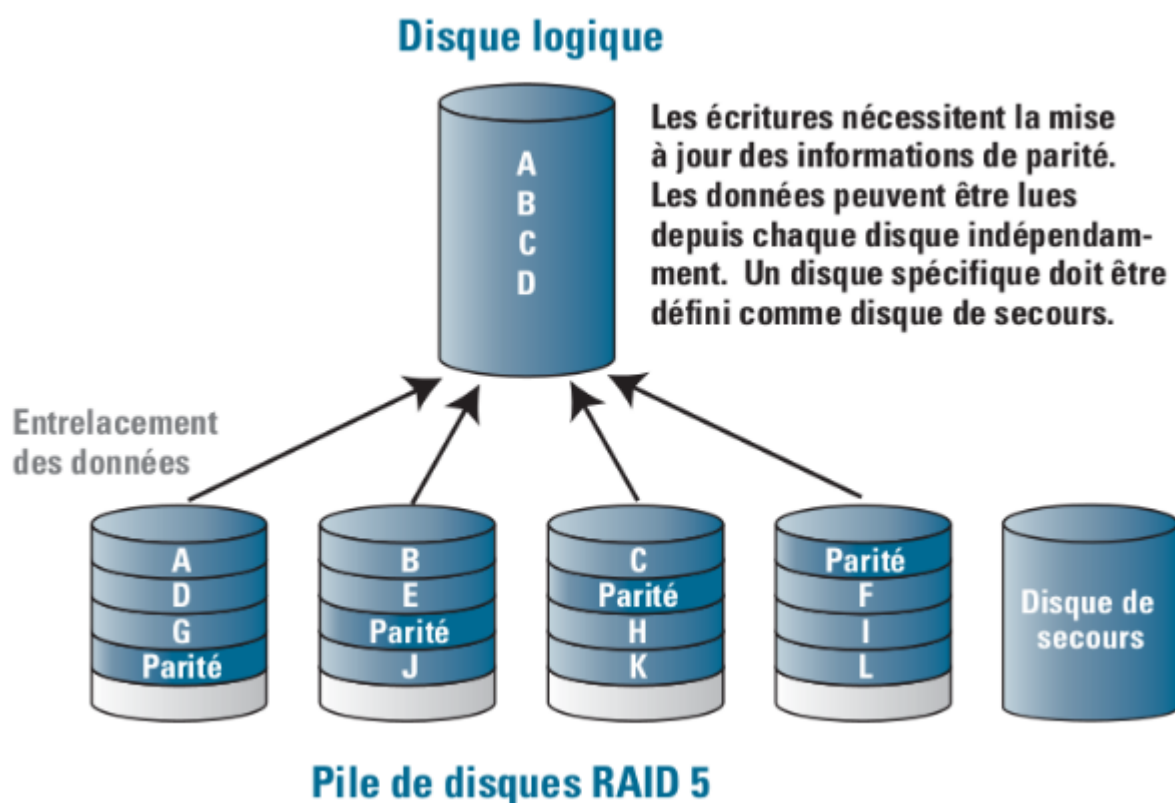 Disque logique
A
B
C
D
Les écritures nécessitent la mise
à jour des informations de parité.
Les données peuvent être lues
depuis chaque disque indépendam-
ment. Un disque spécifique doit être
défini comme disque de secours.
Entrelacement
des données
A
D
G
Parité
B
E
Parité
J
C
Parité
H
K
Parité
F
I
L
Disque de
secours
Pile de disques RAID 5